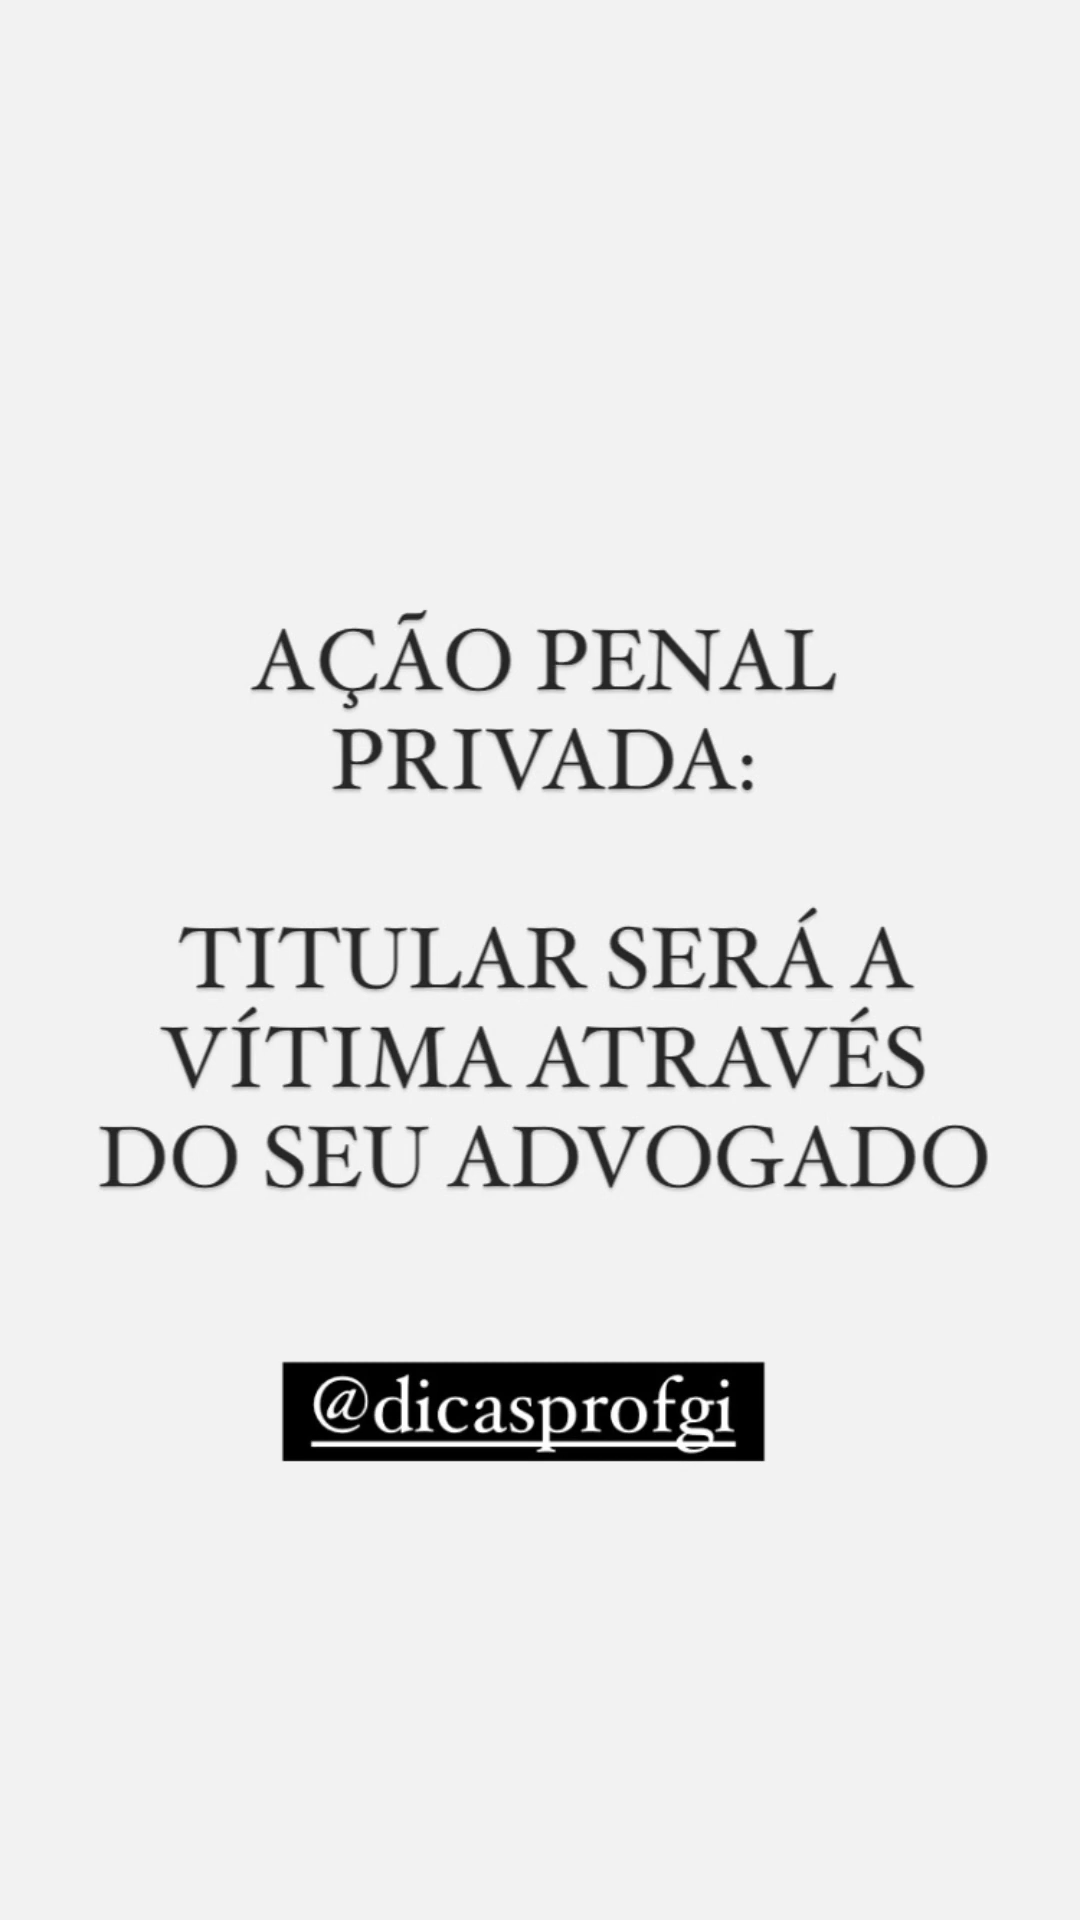 AÇÃO PENAL
PRIVADA:
TITULAR SERÁ A
VÍTIMA ATRAVÉS
DO SEU ADVOGADO
@dicasprofgi